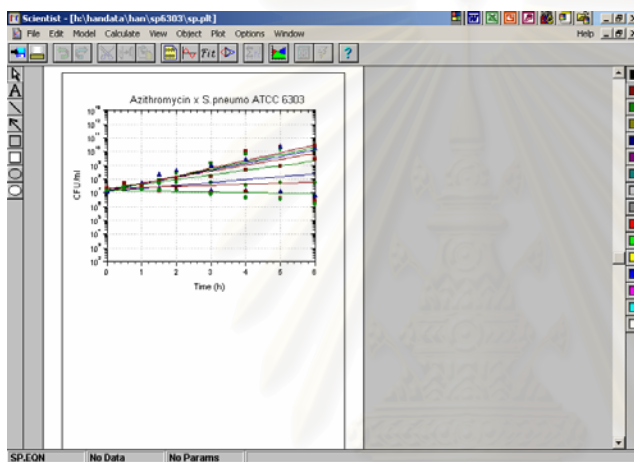 Scientist - [h:\handata\han\sp6303\sp.plt]
File Edit Model Calculate View Object Plot Options Window Help
Fit
A
Azithromycin x S.pneumo ATCC 6303
CFU/ml
0 1 2 3 4 5 6
Time (h)
SP.EQN No Data No Params